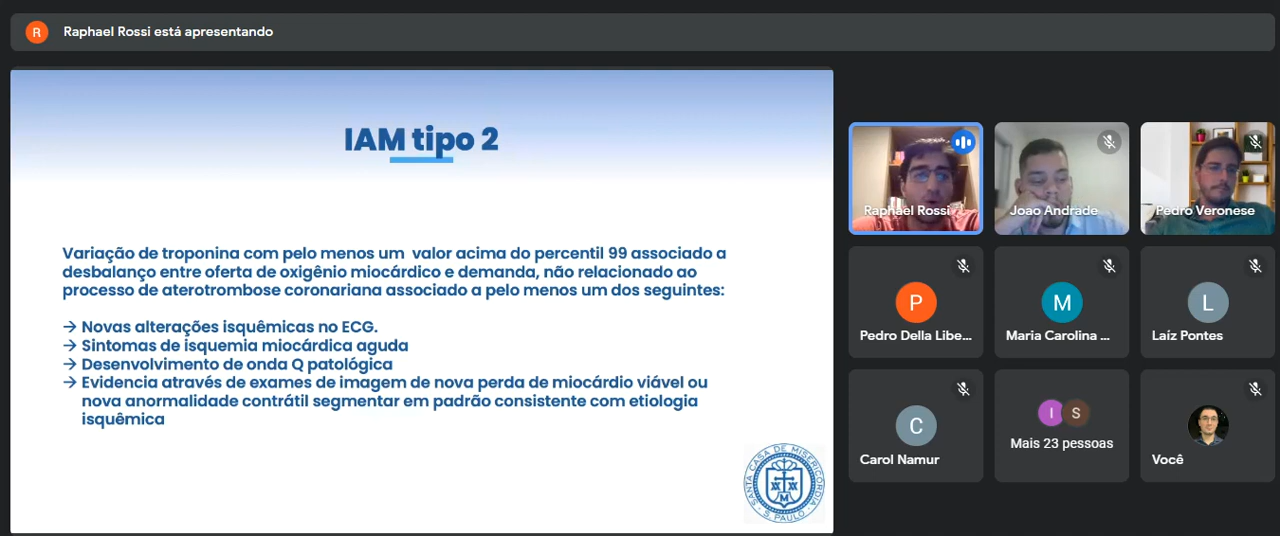 R
Raphael Rossi está apresentando
IAM tipo 2
Variação de troponina com pelo menos um valor acima do percentil 99 associado a
desbalanço entre oferta de oxigênio miocárdico e demanda, não relacionado ao
processo de aterotrombose coronariana associado a pelo menos um dos seguintes:
→ Novas alterações isquêmicas no ECG.
→ Sintomas de isquemia miocárdica aguda
→ Desenvolvimento de onda Q patológica
→ Evidencia através de exames de imagem de nova perda de miocárdio viável ou
nova anormalidade contrátil segmentar em padrão consistente com etiologia
isquêmica
SANTA CASA DE MISERICORDIA
S. PAULO
M
Raphael Rossi
Joao Andrade
Pedro Veronese
P
Pedro Della Libe...
M
Maria Carolina ...
L
Laíz Pontes
C
Carol Namur
I S
Mais 23 pessoas
Você